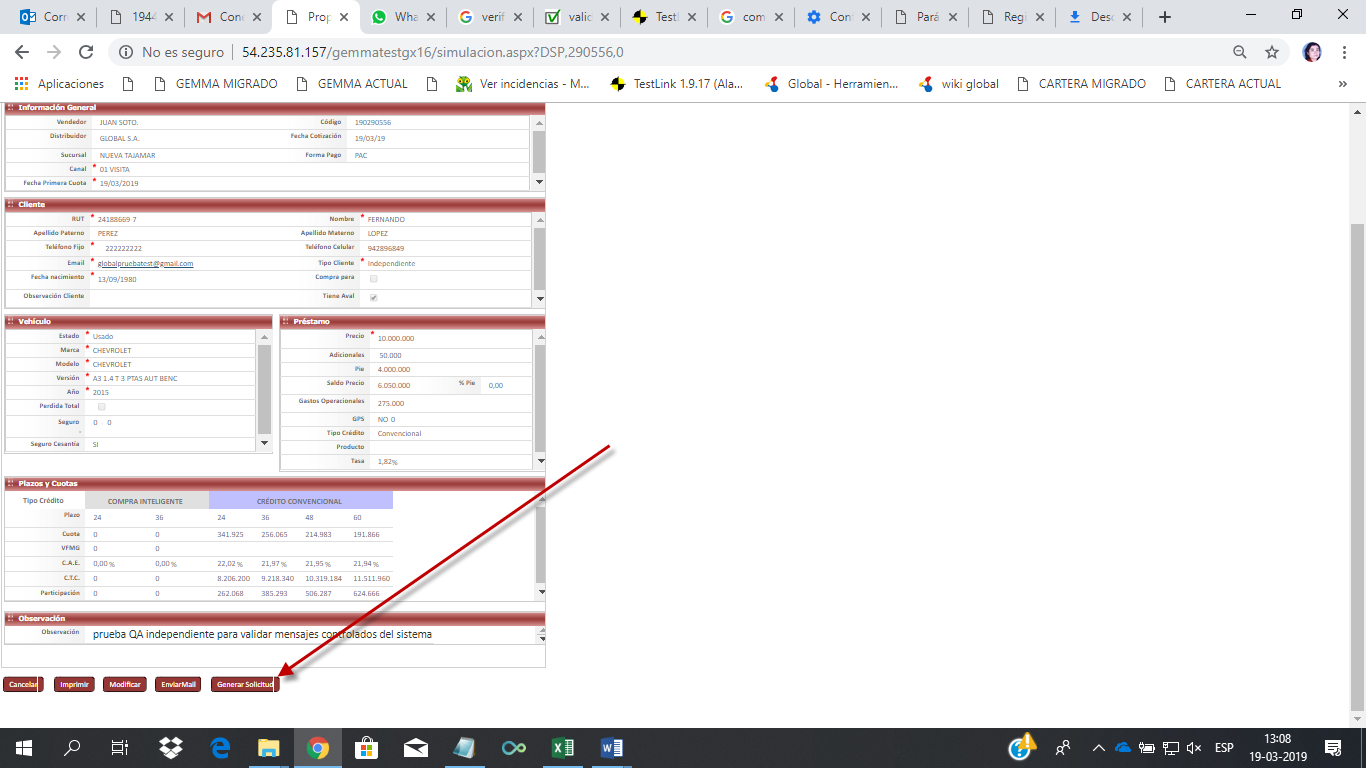 Corr
1944
Cone
Prop
Wha
verif
valid
Testl
com
Con
Pará
Regi
Desc
No es seguro | 54.235.81.157/gemmatestgx16/simulacion.aspx?DSP,290556,0
Aplicaciones GEMMA MIGRADO GEMMA ACTUAL Ver incidencias - M... TestLink 1.9.17 (Ala... Global - Herramien... wiki global CARTERA MIGRADO CARTERA ACTUAL »
Información General
Vendedor JUAN SOTO. Código 190290556
Distribuidor GLOBAL S.A. Fecha Cotización 19/03/19
Sucursal NUEVA TAJAMAR Forma Pago PAC
Canal * 01 VISITA
Fecha Primera Cuota * 19/03/2019
Cliente
RUT * 24188669-7 Nombre * FERNANDO
Apellido Paterno PEREZ Apellido Materno LOPEZ
Teléfono Fijo * 222222222 Teléfono Celular 942896849
Email * globalpruebatest@gmail.com Tipo Cliente * Independiente
Fecha nacimiento * 13/09/1980 Compra para
Observación Cliente Tiene Aval
Vehículo
Estado * Usado
Marca * CHEVROLET
Modelo * CHEVROLET
Versión * A3 1.4 T 3 PTAS AUT BENC
Año * 2015
Perdida Total
Seguro 0 0
Seguro Cesantía SI
Préstamo
Precio * 10.000.000
Adicionales 50.000
Pie 4.000.000
Saldo Precio 6.050.000 % Pie 0,00
Gastos Operacionales 275.000
GPS NO 0
Tipo Crédito Convencional
Producto
Tasa 1,82%
Plazos y Cuotas
Tipo Crédito COMPRA INTELIGENTE CRÉDITO CONVENCIONAL
Plazo 24 36 24 36 48 60
Cuota 0 0 341.925 256.065 214.983 191.866
VFMG 0 0
C.A.E. 0,00 % 0,00 % 22,02 % 21,97 % 21,95 % 21,94 %
C.T.C. 0 0 8.206.200 9.218.340 10.319.184 11.511.960
Participación 0 0 262.068 385.293 506.287 624.666
Observación
Observación prueba QA independiente para validar mensajes controlados del sistema
Cancelar Imprimir Modificar EnviarMail Generar Solicitud
ESP
13:08
19-03-2019